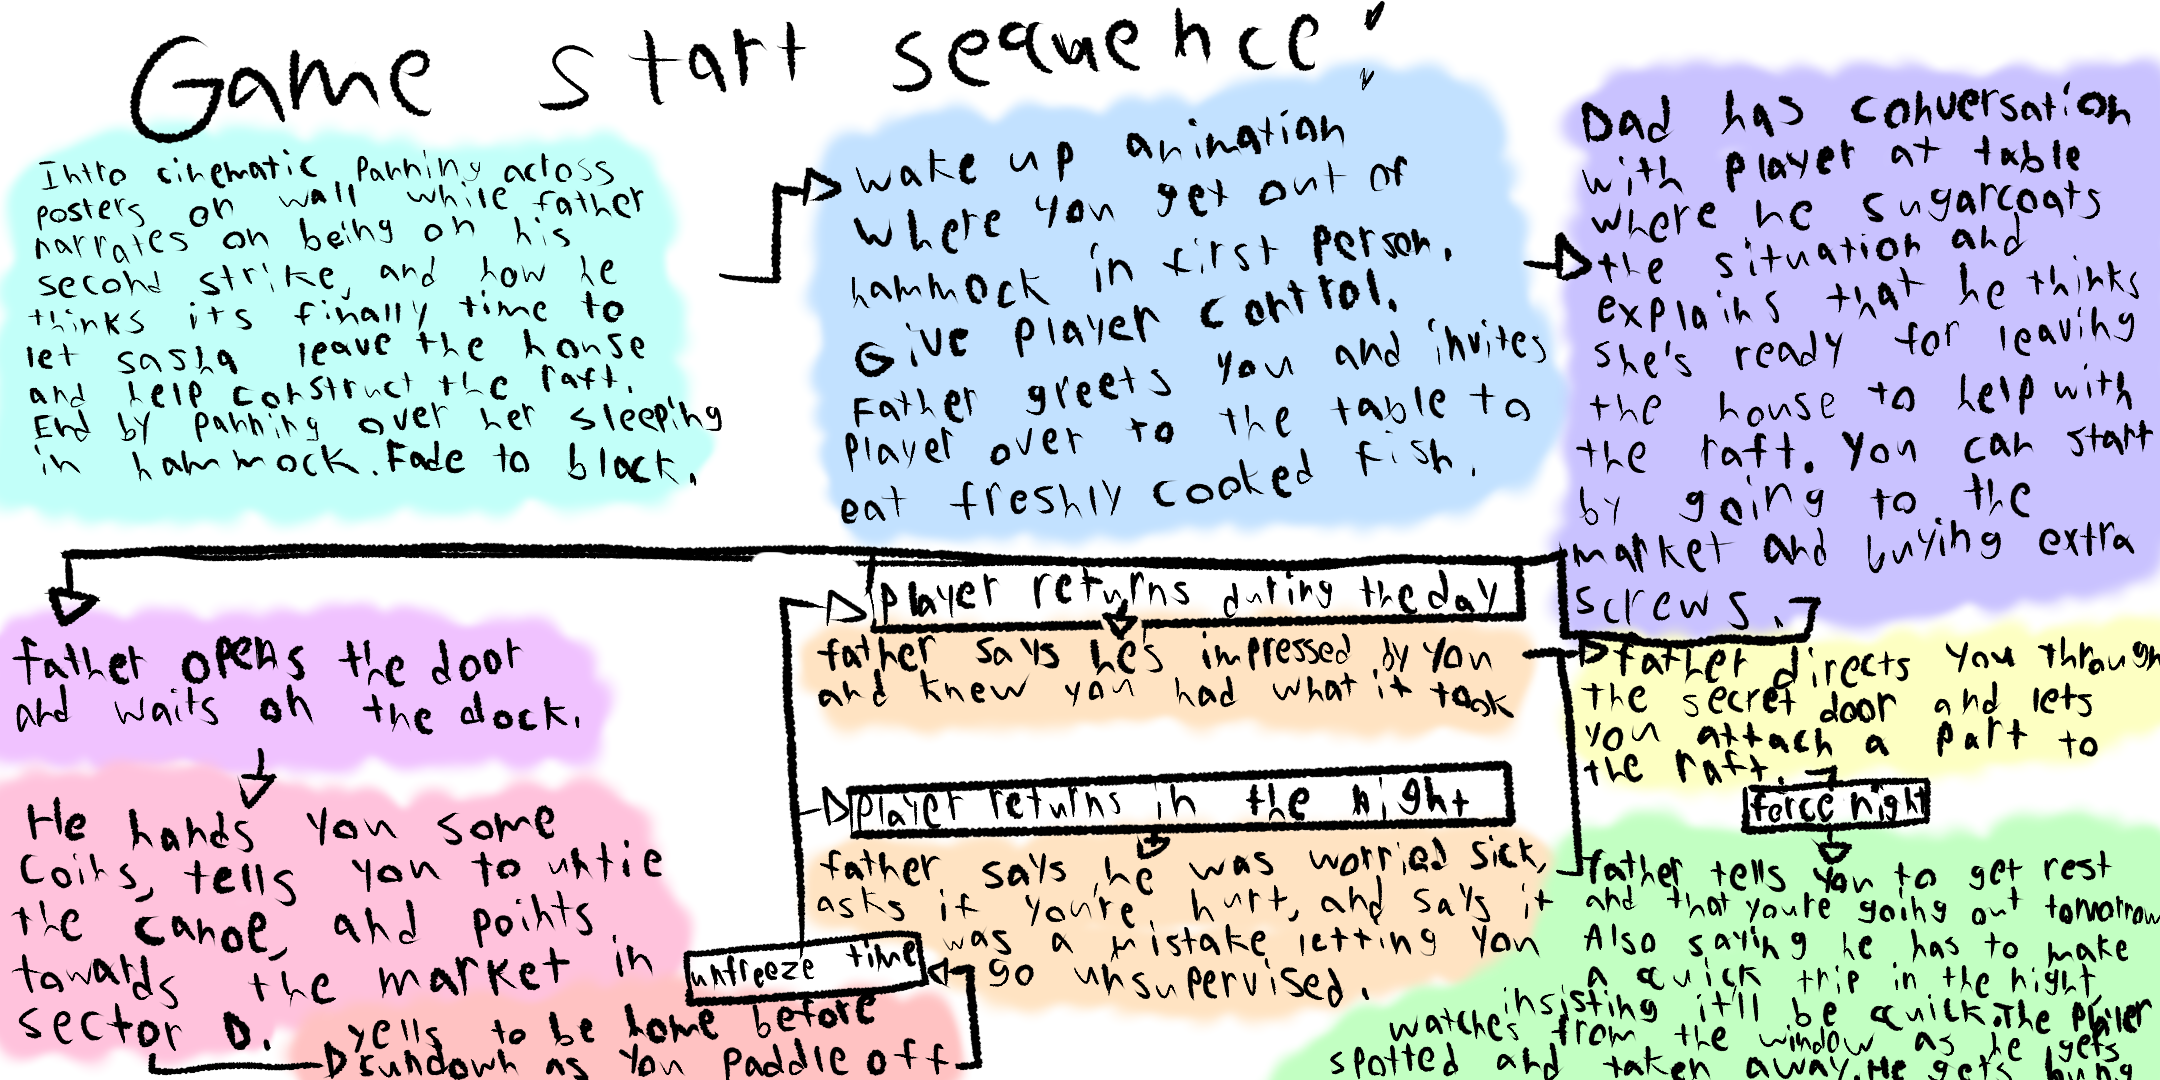 Game start sequence!
Intro cinematic panning across
posters on wall while father
narrates on being on his
second strike, and how he
thinks its finally time to
let sasha leave the house
and help construct the raft.
End by panning over her sleeping
in hammock. Fade to black.
wake up animation
where you get out of
hammock in first person.
Give player control.
Father greets you and invites
player over to the table to
eat freshly cooked fish.
Dad has conversation
with player at table
where he sugarcoats
the situation and
explains that he thinks
she's ready for leaving
the house to help with
the raft. You can start
by going to the
market and buying extra
screws.
father opens the door
and waits on the dock.
He hands you some
coins, tells you to untie
the canoe, and points
towards the market in
sector D.
yells to be home before
sundown as you paddle off
unfreeze time
player returns during the day
father says he's impressed by you
and knew you had what it took
player returns in the night
father says he was worried sick,
asks if you're hurt, and says it
was a mistake letting you
go unsupervised.
father directs you through
the secret door and lets
you attach a part to
the raft.
force night
father tells you to get rest
and that you're going out tomorrow
Also saying he has to make
a quick trip in the night
insisting it'll be quick. The player
watches from the window as he gets
spotted and taken away. He gets hung